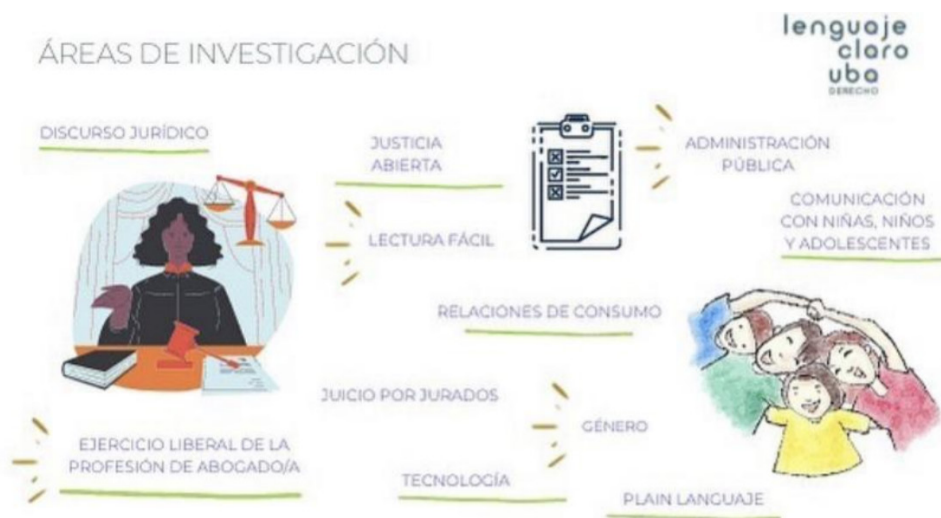 ÁREAS DE INVESTIGACIÓN
lenguaje
claro
uba
DERECHO
DISCURSO JURÍDICO
JUSTICIA
ABIERTA
ADMINISTRACIÓN
PÚBLICA
COMUNICACIÓN
CON NIÑAS, NIÑOS
Y ADOLESCENTES
LECTURA FÁCIL
RELACIONES DE CONSUMO
JUICIO POR JURADOS
GÉNERO
EJERCICIO LIBERAL DE LA
PROFESIÓN DE ABOGADO/A
TECNOLOGÍA
PLAIN LANGUAJE